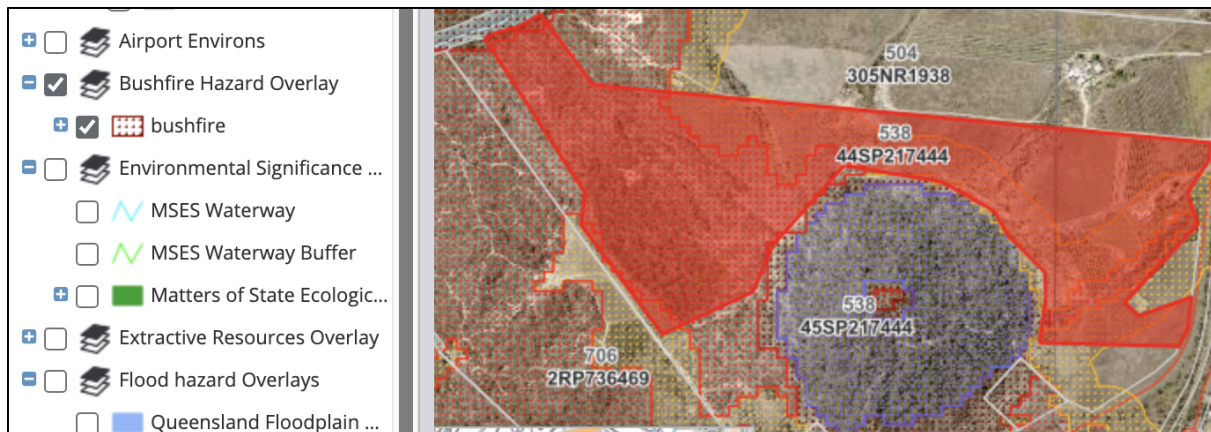 Airport Environs
Bushfire Hazard Overlay
bushfire
Environmental Significance ...
MSES Waterway
MSES Waterway Buffer
Matters of State Ecologic...
Extractive Resources Overlay
Flood hazard Overlays
Queensland Floodplain ...
504
305NR1938
538
44SP217444
538
45SP217444
706
2RP736469